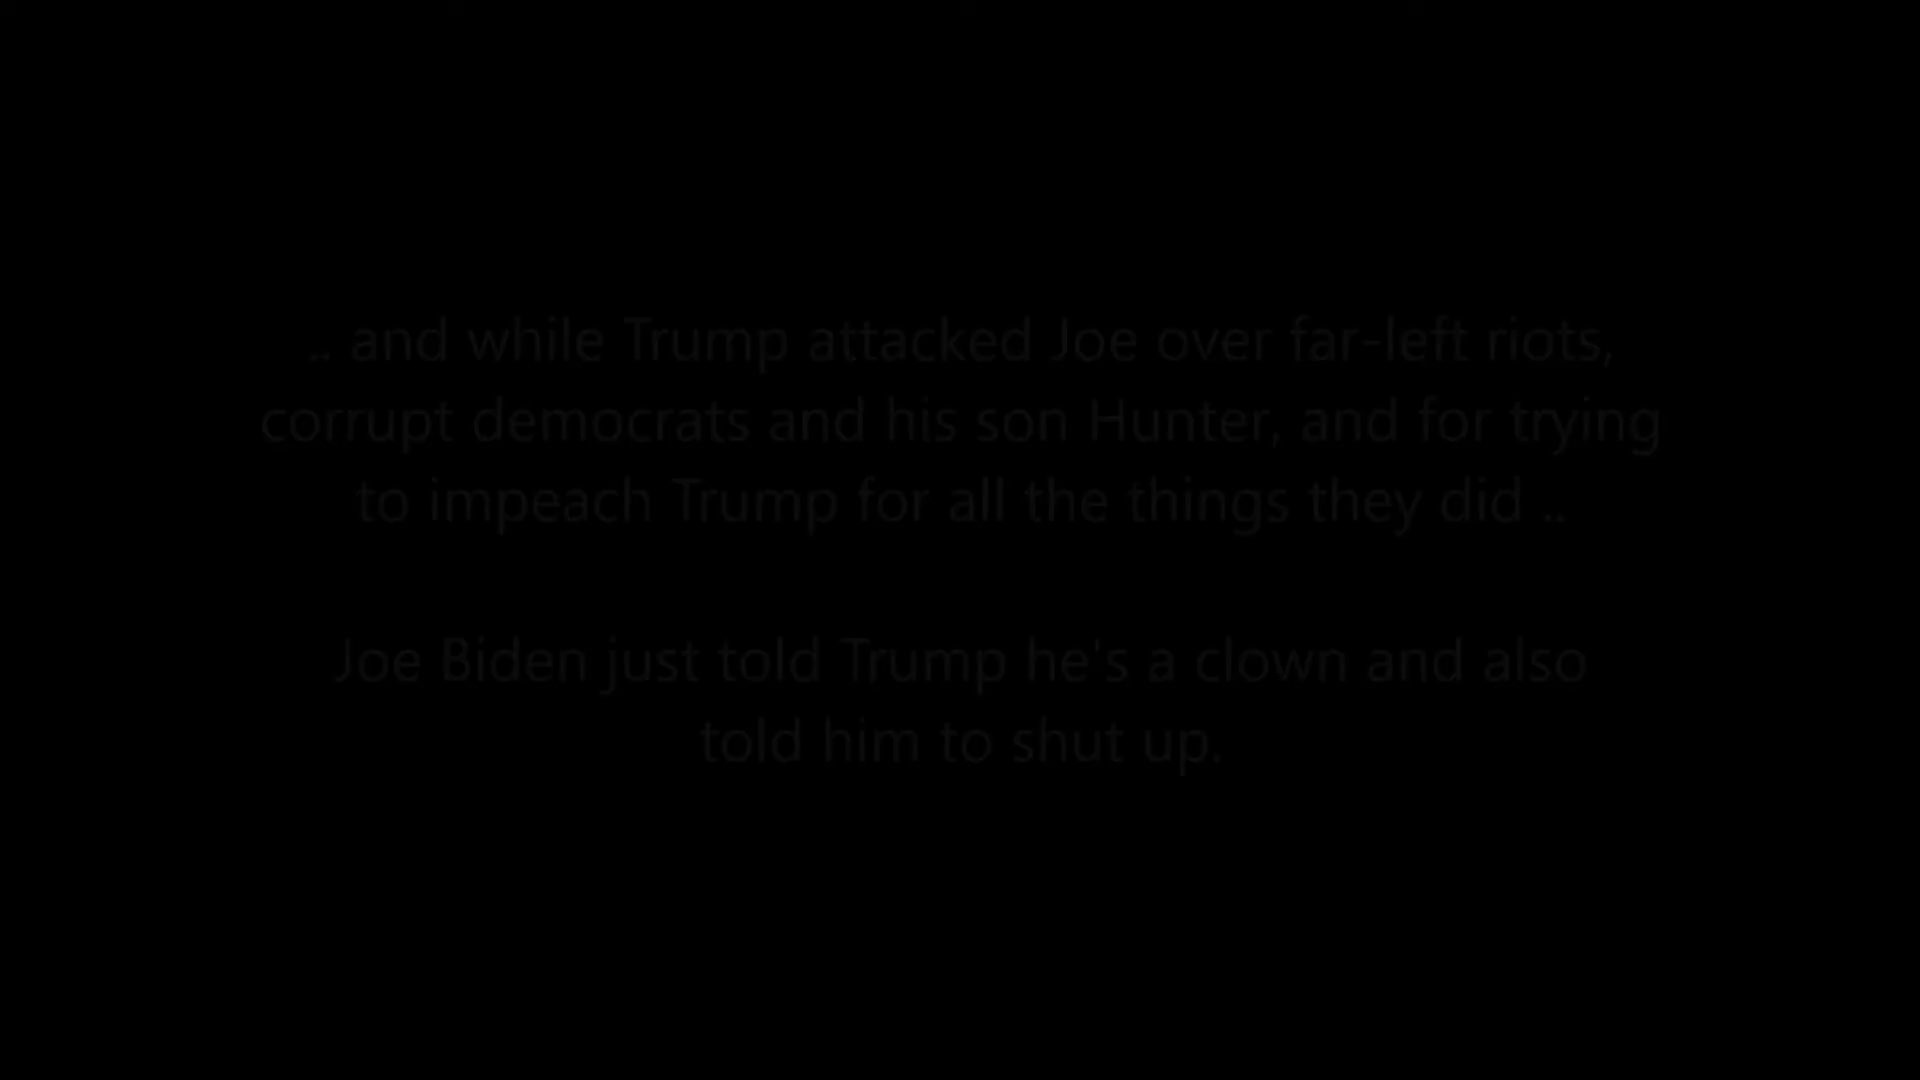 .. and while Trump attacked Joe over far-left riots,
corrupt democrats and his son Hunter, and for trying
to impeach Trump for all the things they did ..
Joe Biden just told Trump he's a clown and also
told him to shut up.